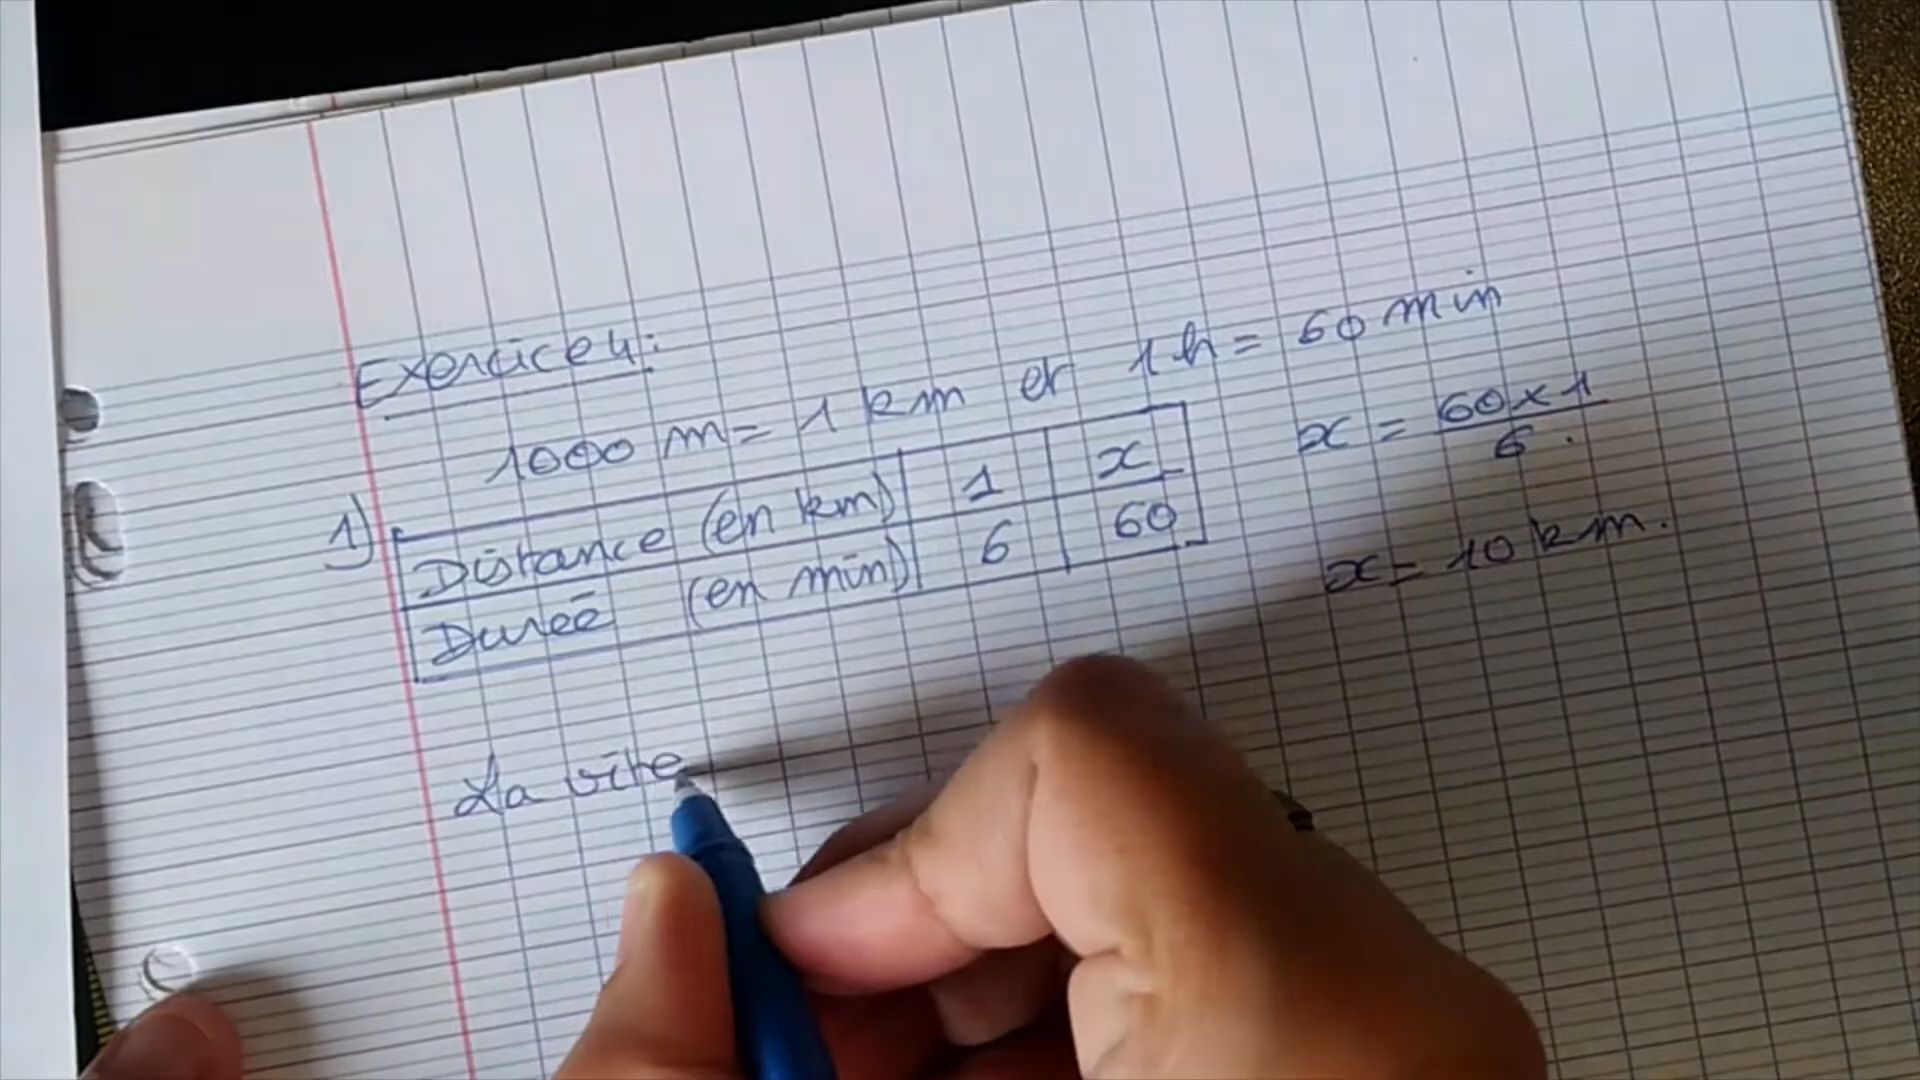 Exercice 4:
1000 m = 1 km et 1 h = 60 min
1) Distance (en km) 1 x
Durée (en min) 6 60
x = 60 x 1 / 6.
x = 10 km.
La vite